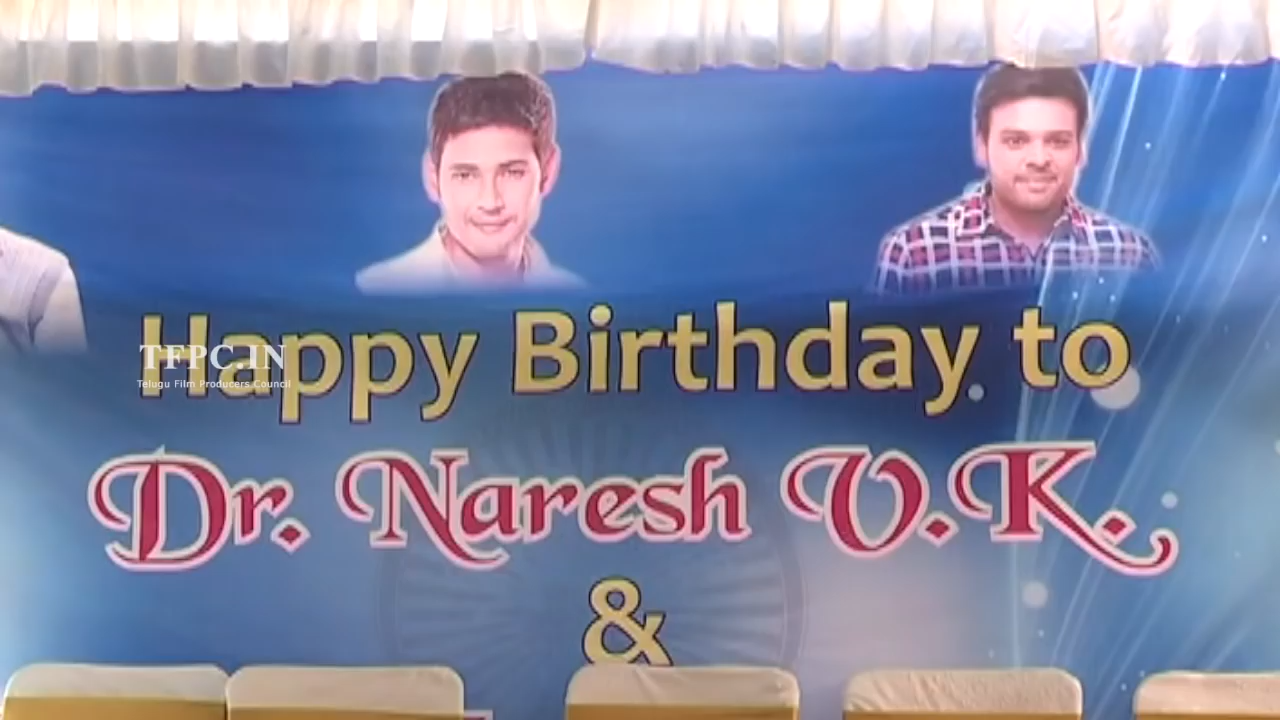 Happy Birthday to
TFPC.IN
Telugu Film Producers Council
Dr. Naresh V.K.
&